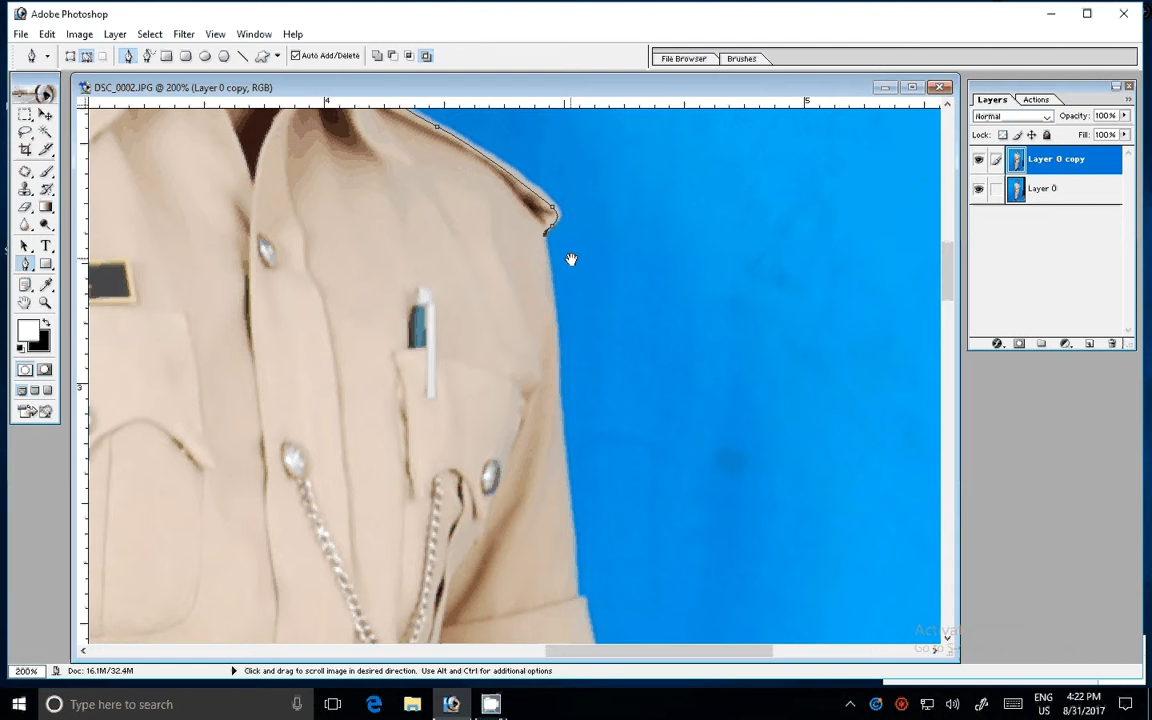 Adobe Photoshop
File Edit Image Layer Select Filter View Window Help
Auto Add/Delete
File Browser Brushes
DSC_0002.JPG @ 200% (Layer 0 copy, RGB)
4 5
3
Layers Actions
Normal Opacity: 100%
Lock: Fill: 100%
Layer 0 copy
Layer 0
T
200% Doc: 16.1M/32.4M Click and drag to scroll image in desired direction. Use Alt and Ctrl for additional options
Type here to search
ENG
US
4:22 PM
8/31/2017